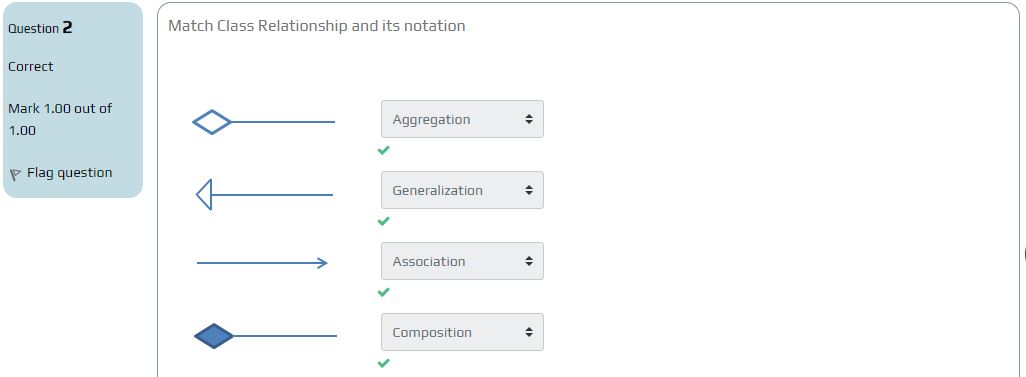 Question 2
Correct
Mark 1.00 out of
1.00
Flag question
Match Class Relationship and its notation
Aggregation
Generalization
Association
Composition